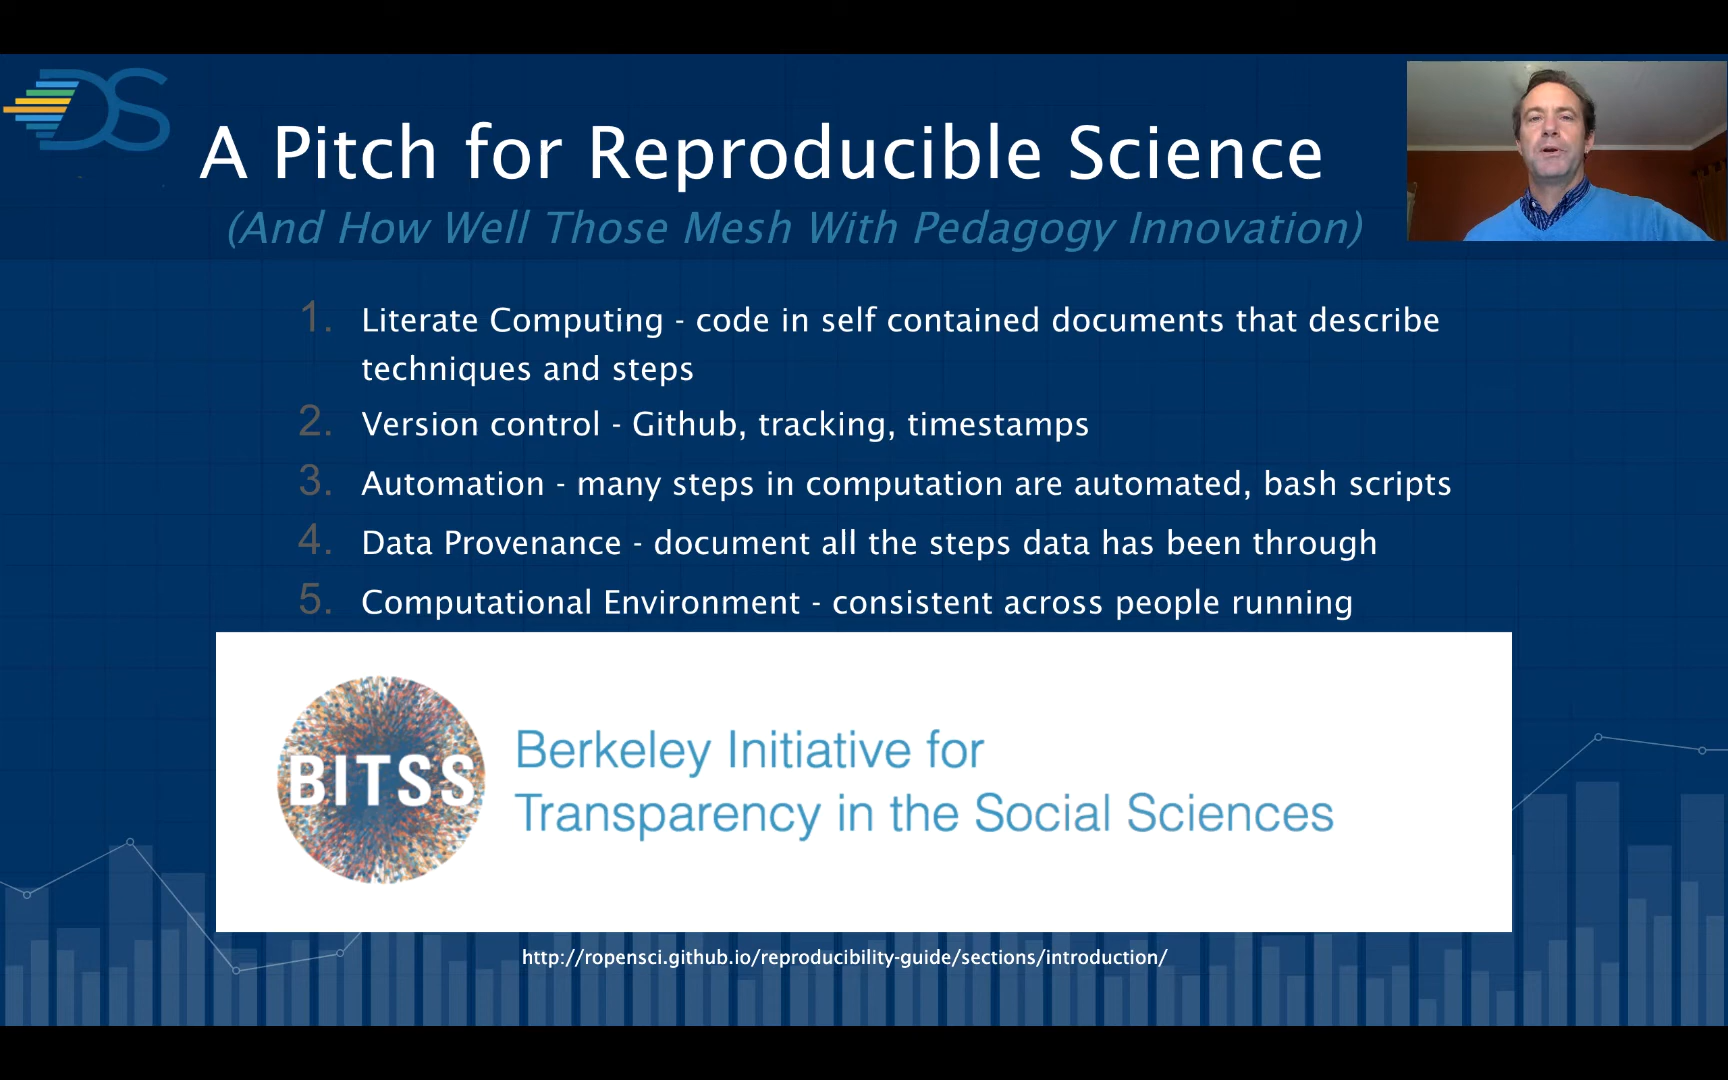 DS
A Pitch for Reproducible Science
(And How Well Those Mesh With Pedagogy Innovation)
1. Literate Computing - code in self contained documents that describe
techniques and steps
2. Version control - Github, tracking, timestamps
3. Automation - many steps in computation are automated, bash scripts
4. Data Provenance - document all the steps data has been through
5. Computational Environment - consistent across people running
BITSS
Berkeley Initiative for
Transparency in the Social Sciences
http://ropensci.github.io/reproducibility-guide/sections/introduction/